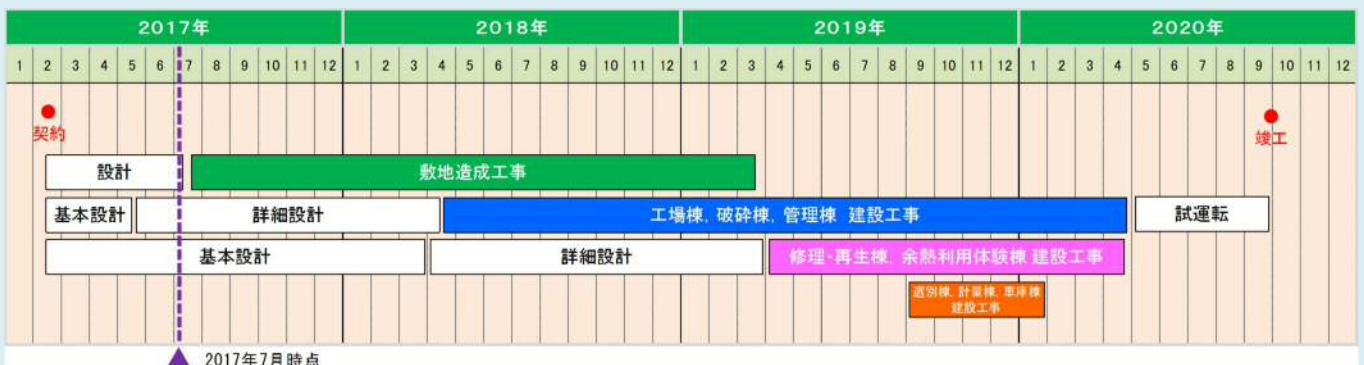 2017年 2018年 2019年 2020年
1 2 3 4 5 6 7 8 9 10 11 12 1 2 3 4 5 6 7 8 9 10 11 12 1 2 3 4 5 6 7 8 9 10 11 12 1 2 3 4 5 6 7 8 9 10 11 12
契約 竣工
設計 敷地造成工事
基本設計 詳細設計 工場棟, 破砕棟, 管理棟 建設工事 試運転
基本設計 詳細設計 修理・再生棟, 余熱利用体験棟 建設工事
選別棟, 計量棟, 車庫棟
建設工事
2017年7月時点